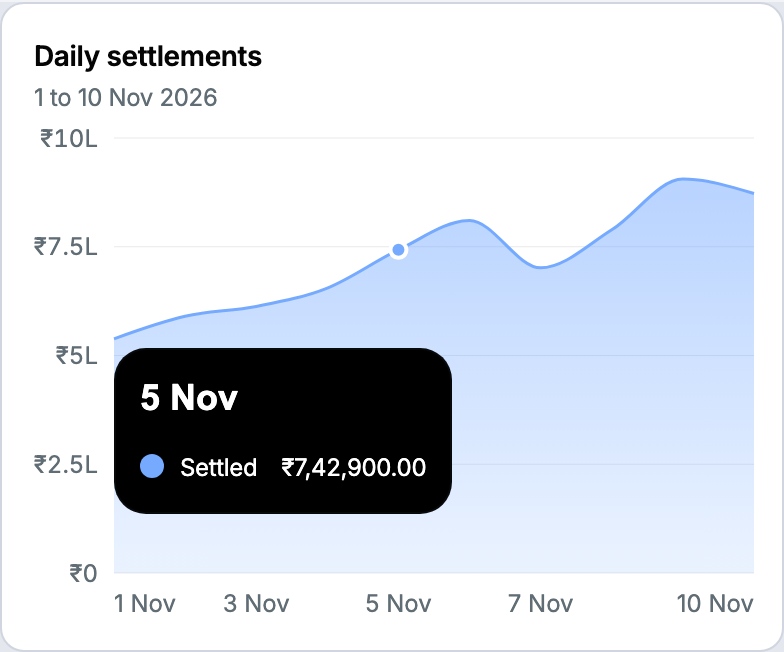 Daily settlements
1 to 10 Nov 2026
₹10L
₹7.5L
₹5L
5 Nov
Settled ₹7,42,900.00
₹2.5L
₹0
1 Nov 3 Nov 5 Nov 7 Nov 10 Nov